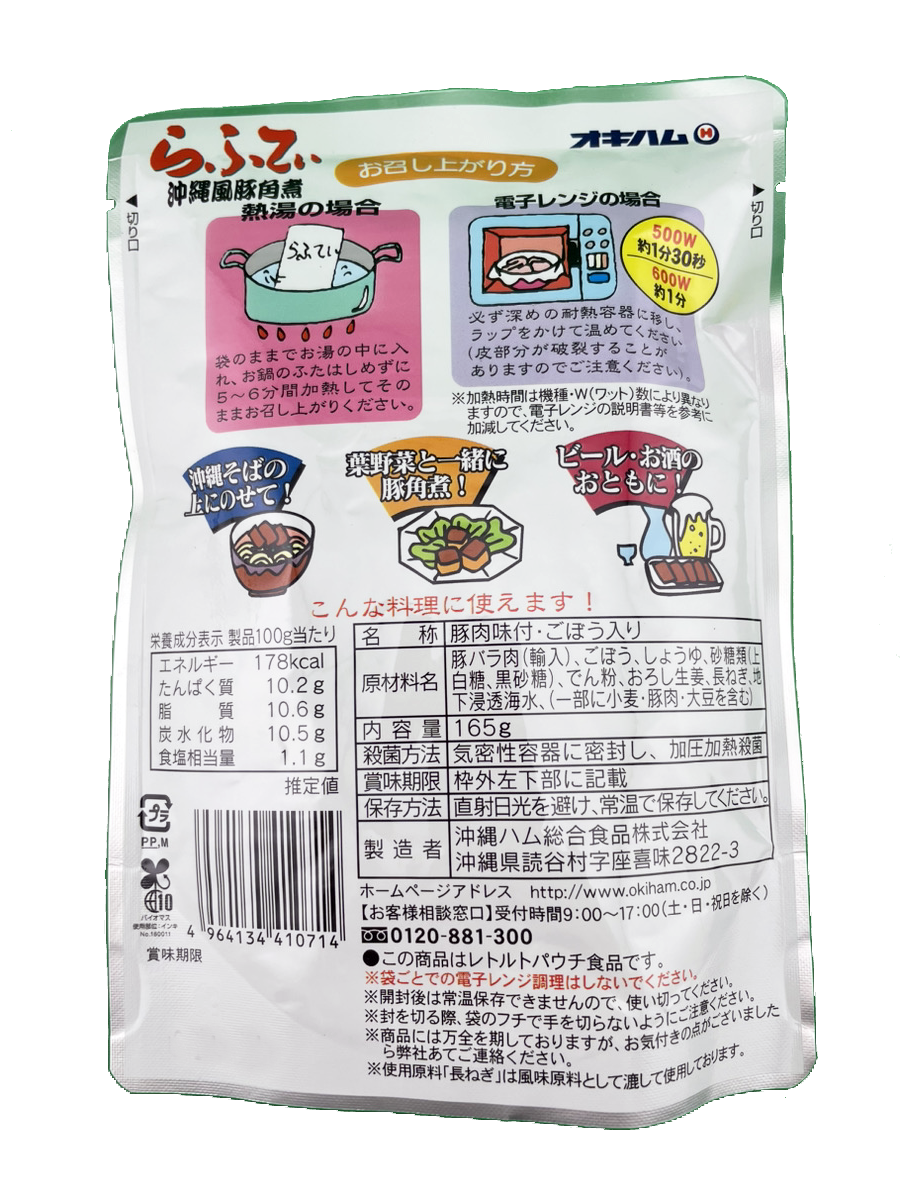 らふてぃ
沖縄風豚角煮
お召し上がり方
オキハム
切り口
切り口
熱湯の場合
らふてぃ
袋のままでお湯の中に入
れ、お鍋のふたはしめずに
5～6分間加熱してその
ままお召し上がりください。
電子レンジの場合
500W
約1分30秒
600W
約1分
必ず深めの耐熱容器に移し、
ラップをかけて温めてください
(皮部分が破裂することが
ありますのでご注意ください)。
※加熱時間は機種・W(ワット)数により異なり
ますので、電子レンジの説明書等を参考に
加減してください。
沖縄そばの
上にのせて！
葉野菜と一緒に
豚角煮！
ビール・お酒の
おともに！
こんな料理に使えます！
栄養成分表示 製品100g当たり
エネルギー 178kcal
たんぱく質 10.2g
脂質 10.6g
炭水化物 10.5g
食塩相当量 1.1g
推定値
名称 豚肉味付・ごぼう入り
原材料名 豚バラ肉(輸入)、ごぼう、しょうゆ、砂糖類(上
白糖、黒砂糖)、でん粉、おろし生姜、長ねぎ、地
下浸透海水、(一部に小麦・豚肉・大豆を含む)
内容量 165g
殺菌方法 気密性容器に密封し、加圧加熱殺菌
賞味期限 枠外左下部に記載
保存方法 直射日光を避け、常温で保存してください。
製造者 沖縄ハム総合食品株式会社
沖縄県読谷村字座喜味2822-3
プラ
PP,M
10
バイオマス
使用部位:インキ
No.160011
4 964134 410714
賞味期限
ホームページアドレス http://www.okiham.co.jp
【お客様相談窓口】受付時間9:00～17:00(土・日・祝日を除く)
0120-881-300
●この商品はレトルトパウチ食品です。
※袋ごとでの電子レンジ調理はしないでください。
※開封後は常温保存できませんので、使い切ってください。
※封を切る際、袋のフチで手を切らないようにご注意ください。
※商品には万全を期しておりますが、お気付きの点がございました
ら弊社あてご連絡ください。
※使用原料「長ねぎ」は風味原料として漉して使用しております。